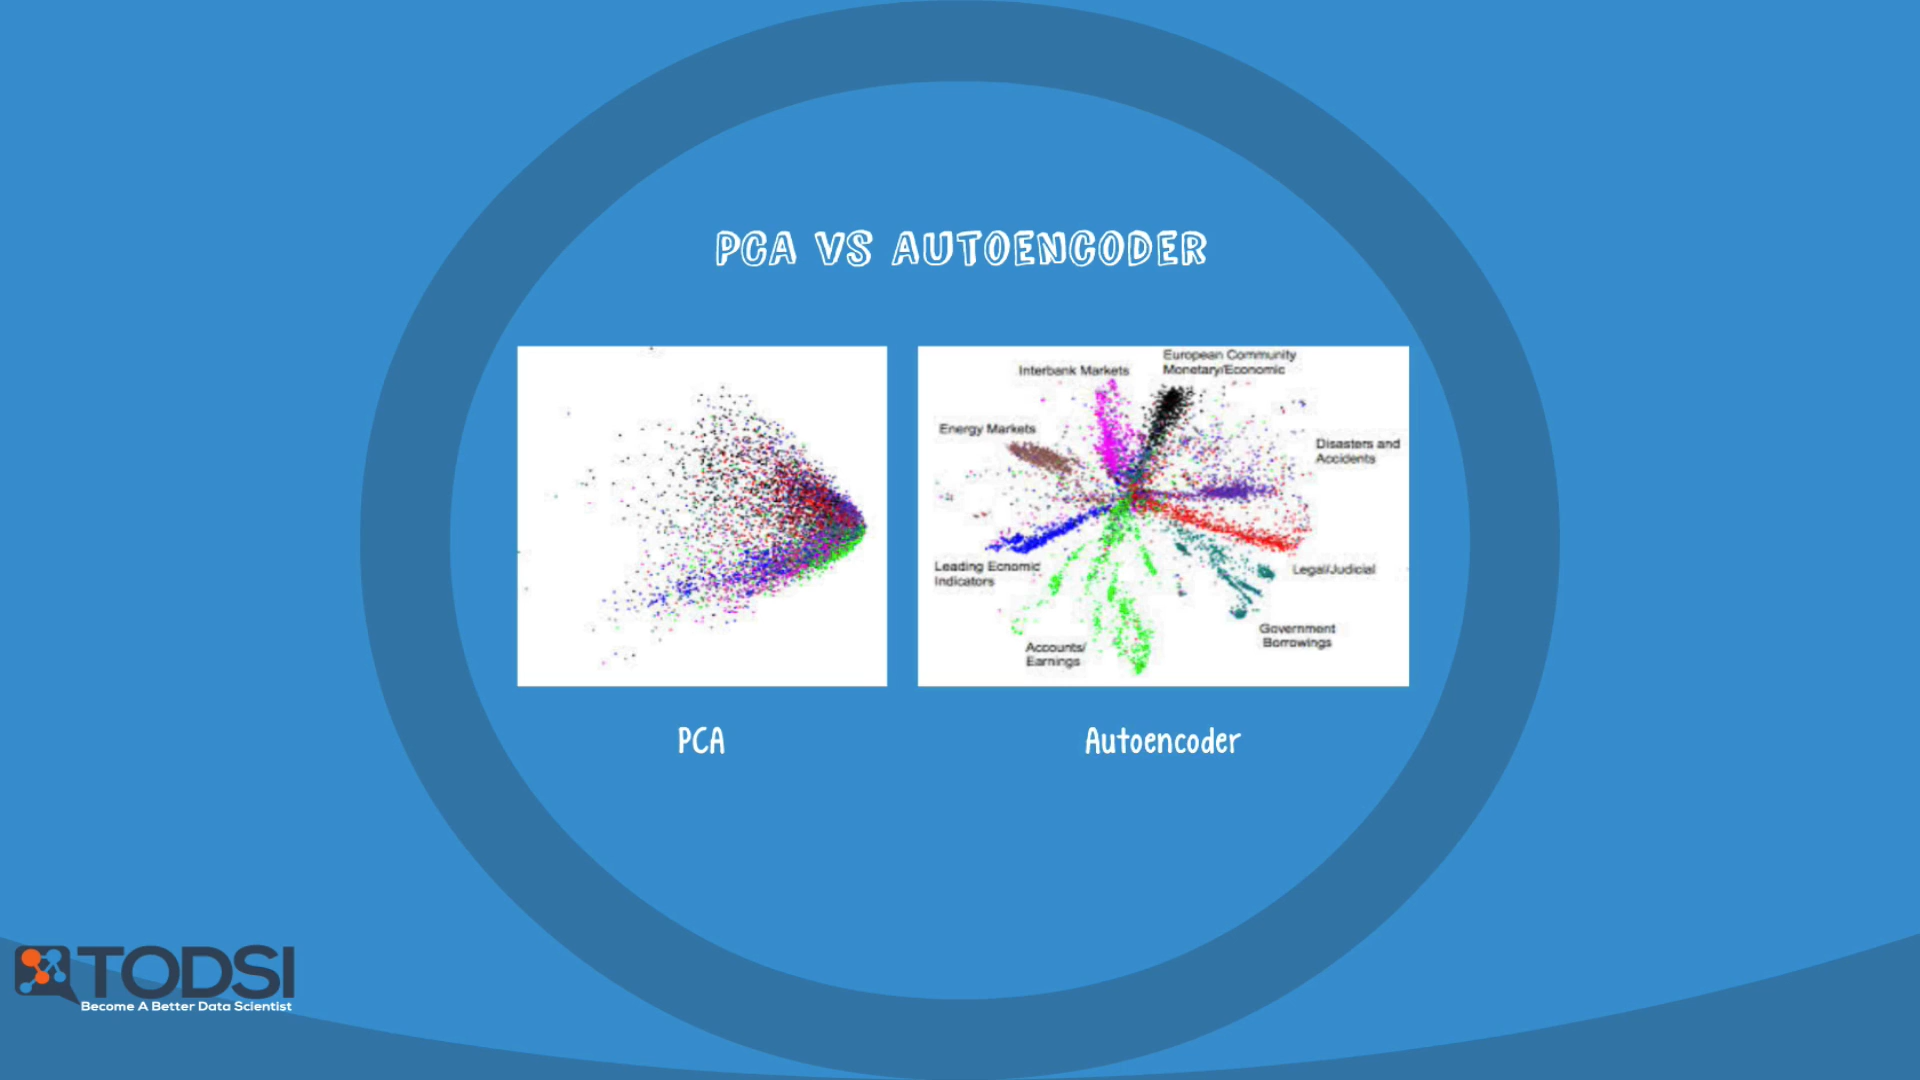 PCA VS AUTOENCODER
Interbank Markets
European Community
Monetary/Economic
Energy Markets
Disasters and
Accidents
Leading Ecnomic
Indicators
Legal/Judicial
Government
Borrowings
Accounts/
Earnings
PCA
Autoencoder
TODSI
Become A Better Data Scientist